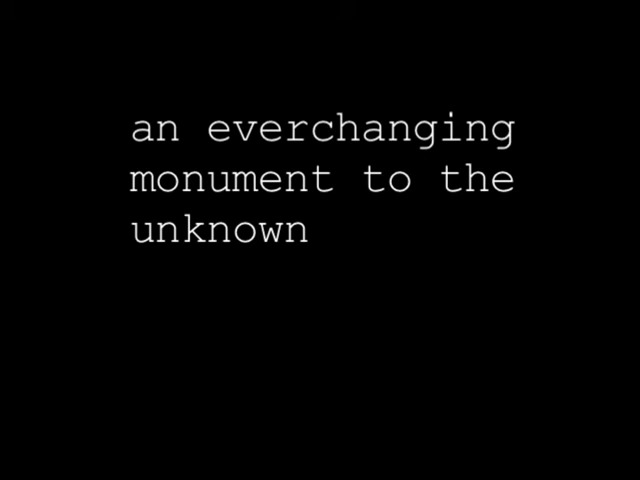 an everchanging
monument to the
unknown